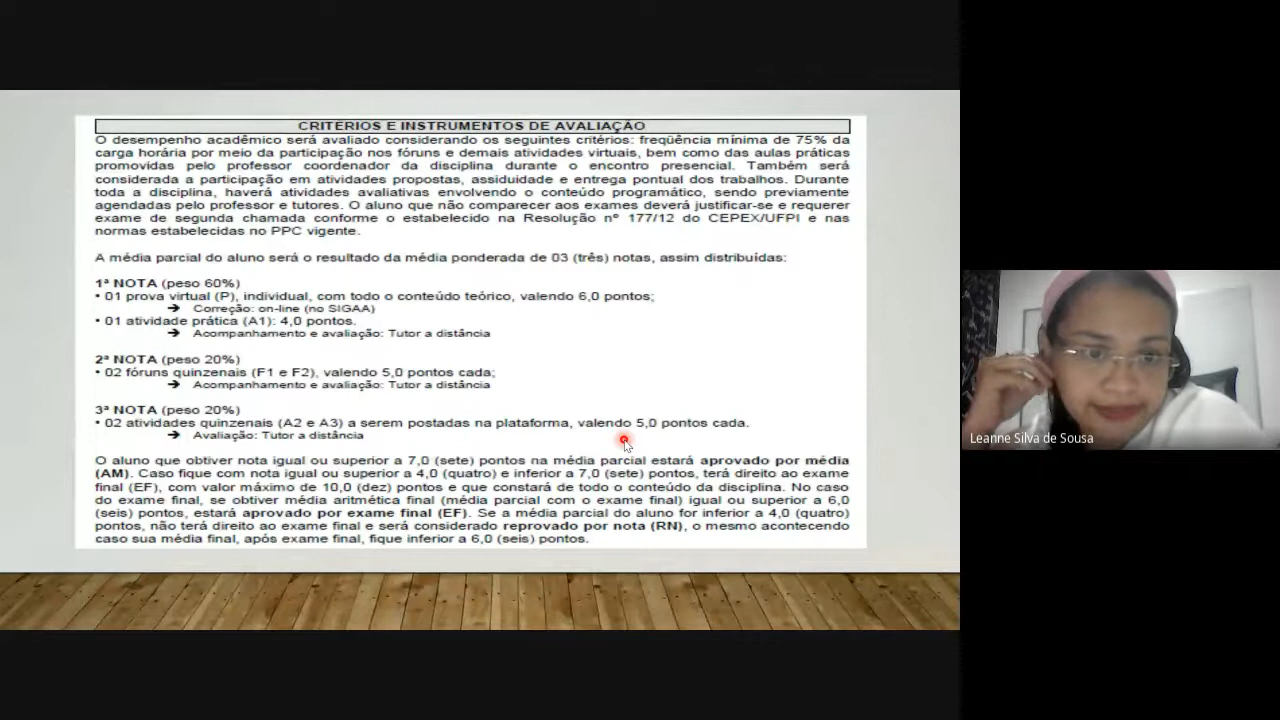 CRITÉRIOS E INSTRUMENTOS DE AVALIAÇÃO
O desempenho acadêmico será avaliado considerando os seguintes critérios: freqüência mínima de 75% da
carga horária por meio da participação nos fóruns e demais atividades virtuais, bem como das aulas práticas
promovidas pelo professor coordenador da disciplina durante o encontro presencial. Também será
considerada a participação em atividades propostas, assiduidade e entrega pontual dos trabalhos. Durante
toda a disciplina, haverá atividades avaliativas envolvendo o conteúdo programático, sendo previamente
agendadas pelo professor e tutores. O aluno que não comparecer aos exames deverá justificar-se e requerer
exame de segunda chamada conforme o estabelecido na Resolução nº 177/12 do CEPEX/UFPI e nas
normas estabelecidas no PPC vigente.
A média parcial do aluno será o resultado da média ponderada de 03 (três) notas, assim distribuídas:
1ª NOTA (peso 60%)
• 01 prova virtual (P), individual, com todo o conteúdo teórico, valendo 6,0 pontos;
➔ Correção: on-line (no SIGAA)
• 01 atividade prática (A1): 4,0 pontos.
➔ Acompanhamento e avaliação: Tutor a distância
2ª NOTA (peso 20%)
• 02 fóruns quinzenais (F1 e F2), valendo 5,0 pontos cada;
➔ Acompanhamento e avaliação: Tutor a distância
3ª NOTA (peso 20%)
• 02 atividades quinzenais (A2 e A3) a serem postadas na plataforma, valendo 5,0 pontos cada.
➔ Avaliação: Tutor a distância
O aluno que obtiver nota igual ou superior a 7,0 (sete) pontos na média parcial estará aprovado por média
(AM). Caso fique com nota igual ou superior a 4,0 (quatro) e inferior a 7,0 (sete) pontos, terá direito ao exame
final (EF), com valor máximo de 10,0 (dez) pontos e que constará de todo o conteúdo da disciplina. No caso
do exame final, se obtiver média aritmética final (média parcial com o exame final) igual ou superior a 6,0
(seis) pontos, estará aprovado por exame final (EF). Se a média parcial do aluno for inferior a 4,0 (quatro)
pontos, não terá direito ao exame final e será considerado reprovado por nota (RN), o mesmo acontecendo
caso sua média final, após exame final, fique inferior a 6,0 (seis) pontos.
Leanne Silva de Sousa